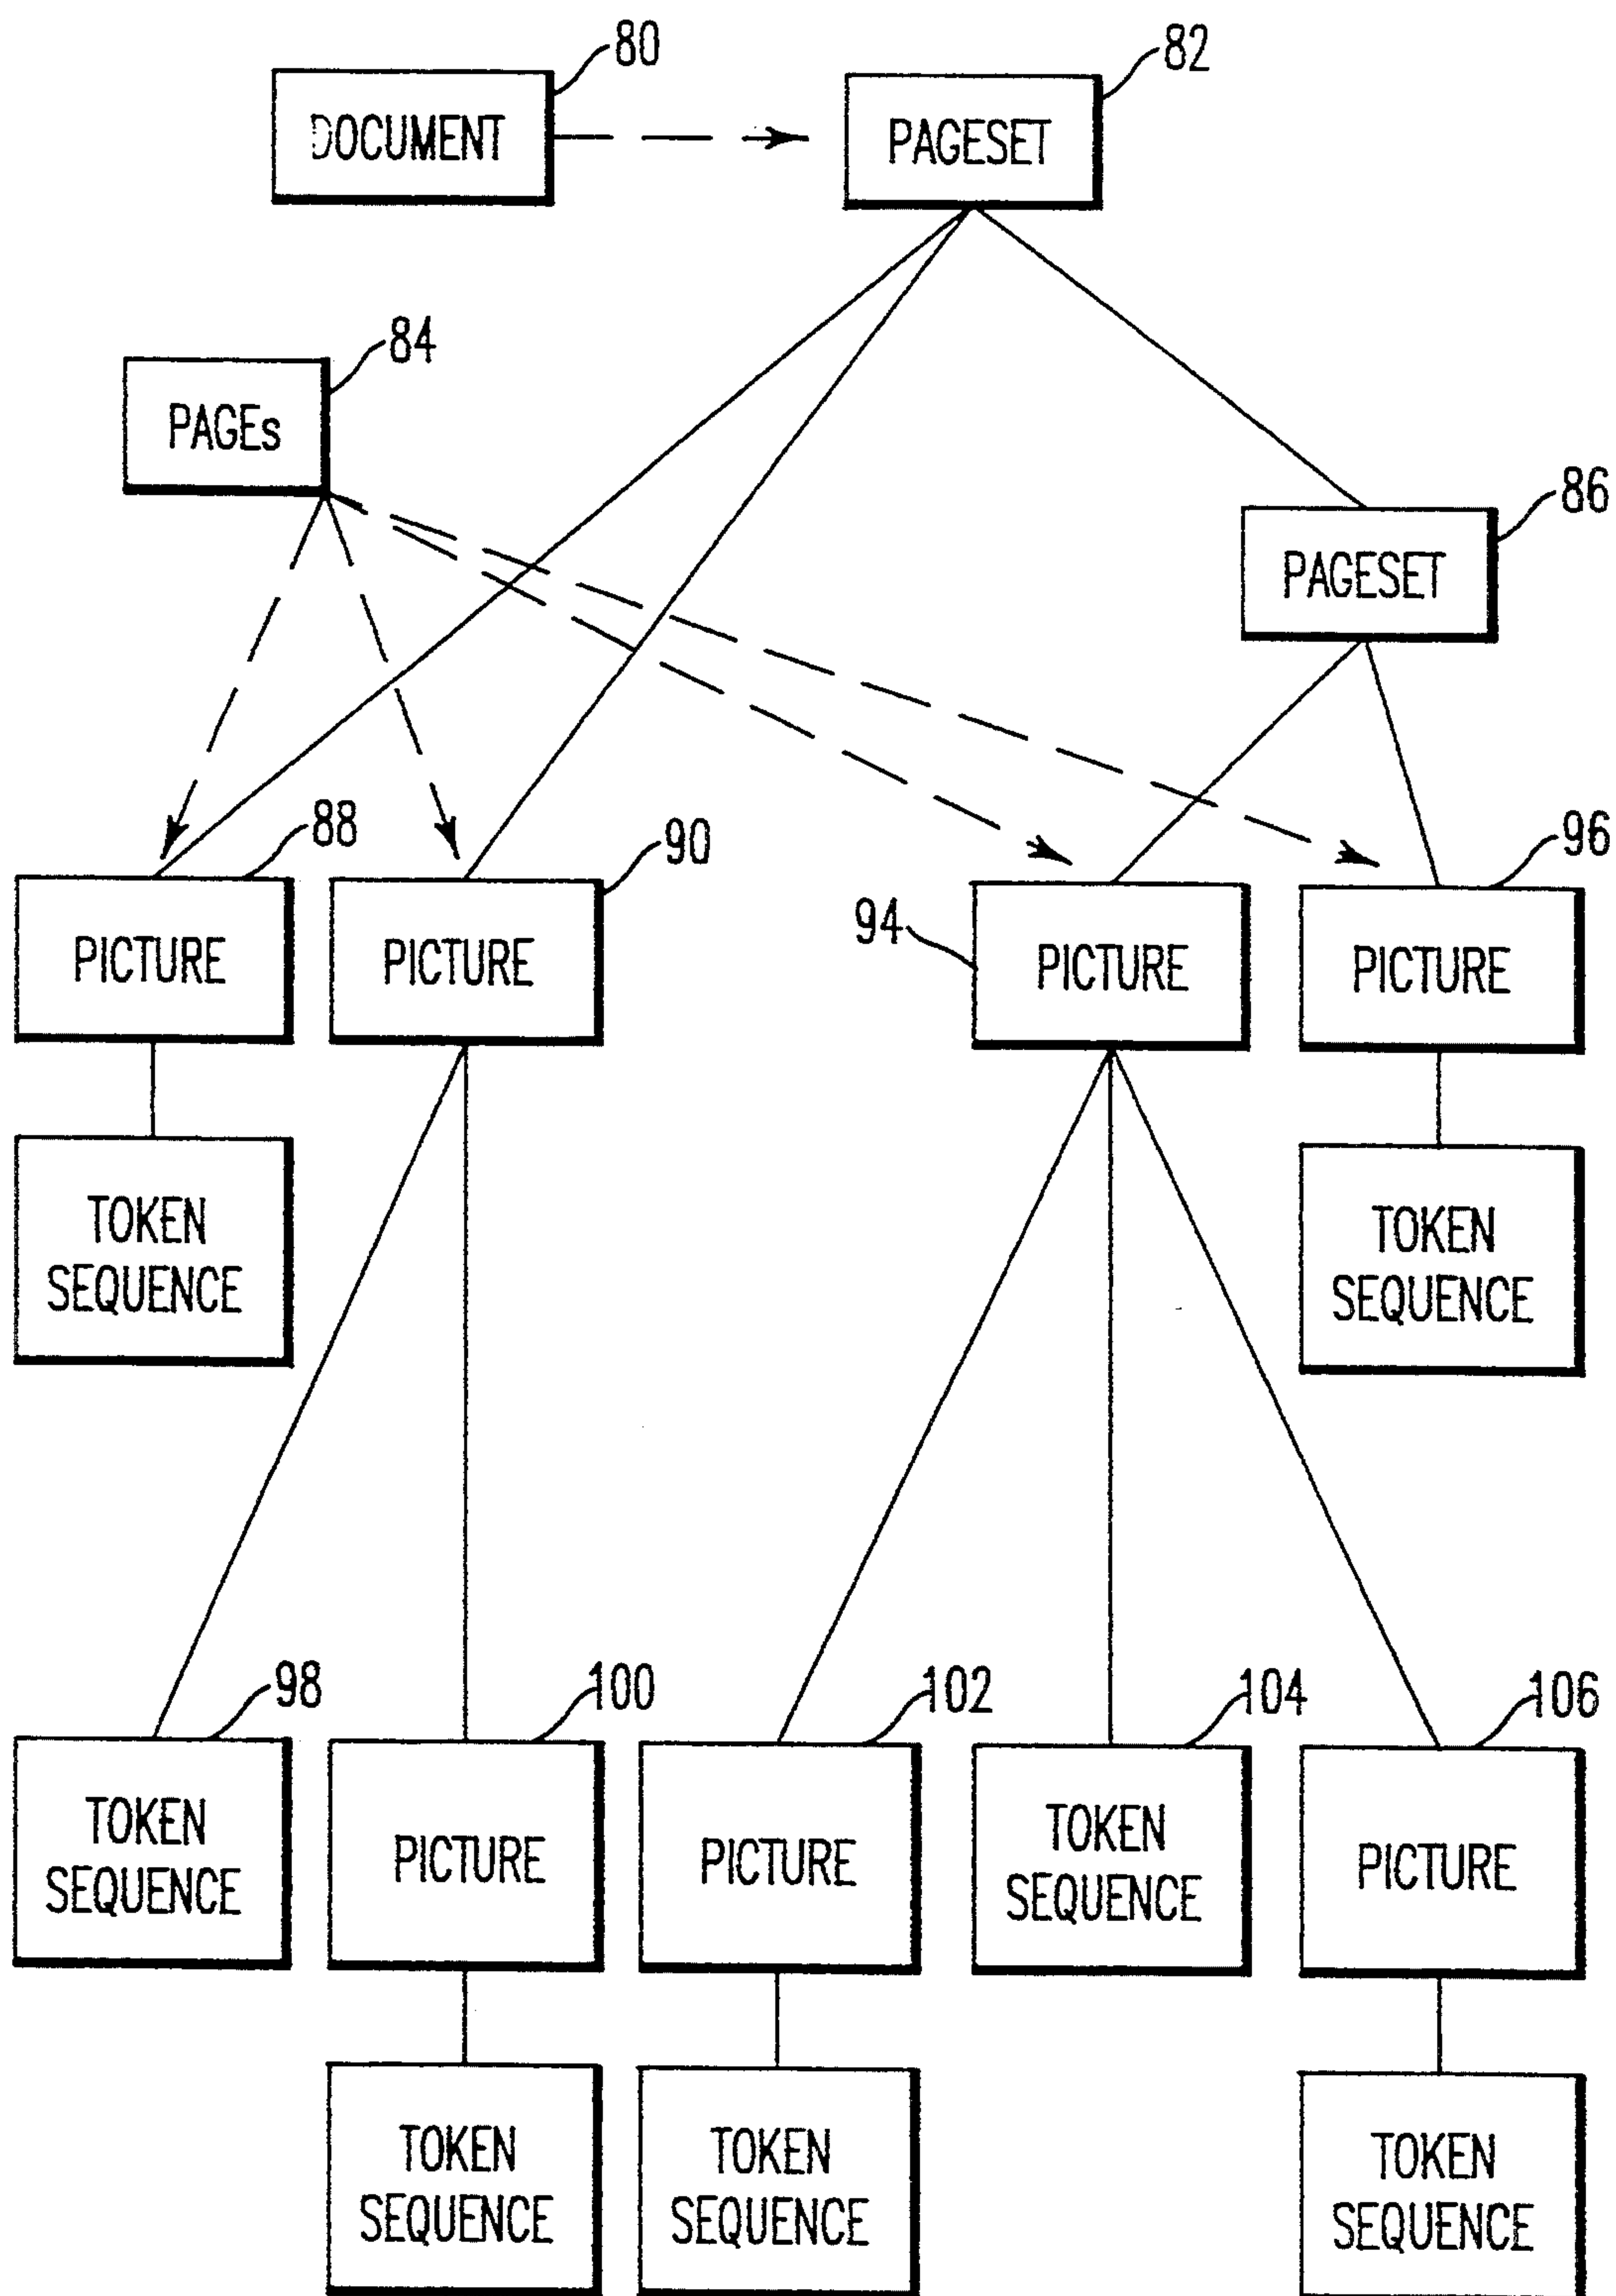 80
82
DOCUMENT
PAGESET
84
PAGEs
86
PAGESET
88
90
94
96
PICTURE
PICTURE
PICTURE
PICTURE
TOKEN
SEQUENCE
TOKEN
SEQUENCE
98
100
102
104
106
TOKEN
SEQUENCE
PICTURE
PICTURE
TOKEN
SEQUENCE
PICTURE
TOKEN
SEQUENCE
TOKEN
SEQUENCE
TOKEN
SEQUENCE